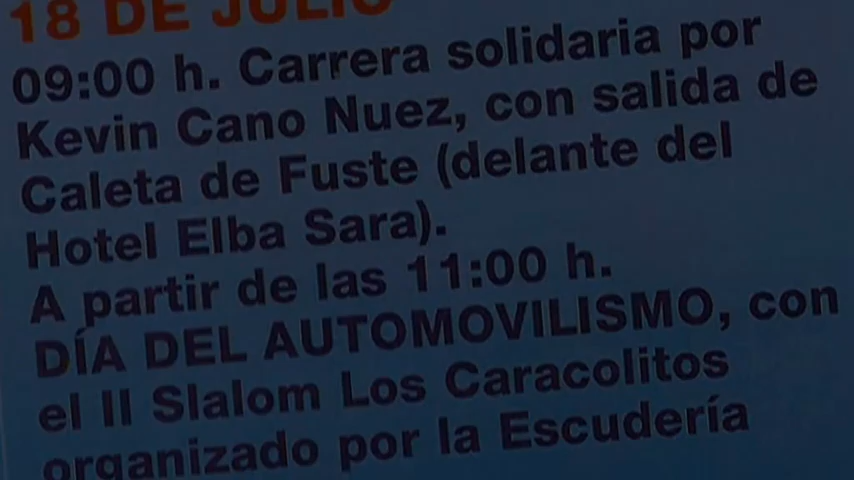 18 DE JULIO
09:00 h. Carrera solidaria por
Kevin Cano Nuez, con salida de
Caleta de Fuste (delante del
Hotel Elba Sara).
A partir de las 11:00 h.
DÍA DEL AUTOMOVILISMO, con
el II Slalom Los Caracolitos
organizado por la Escudería